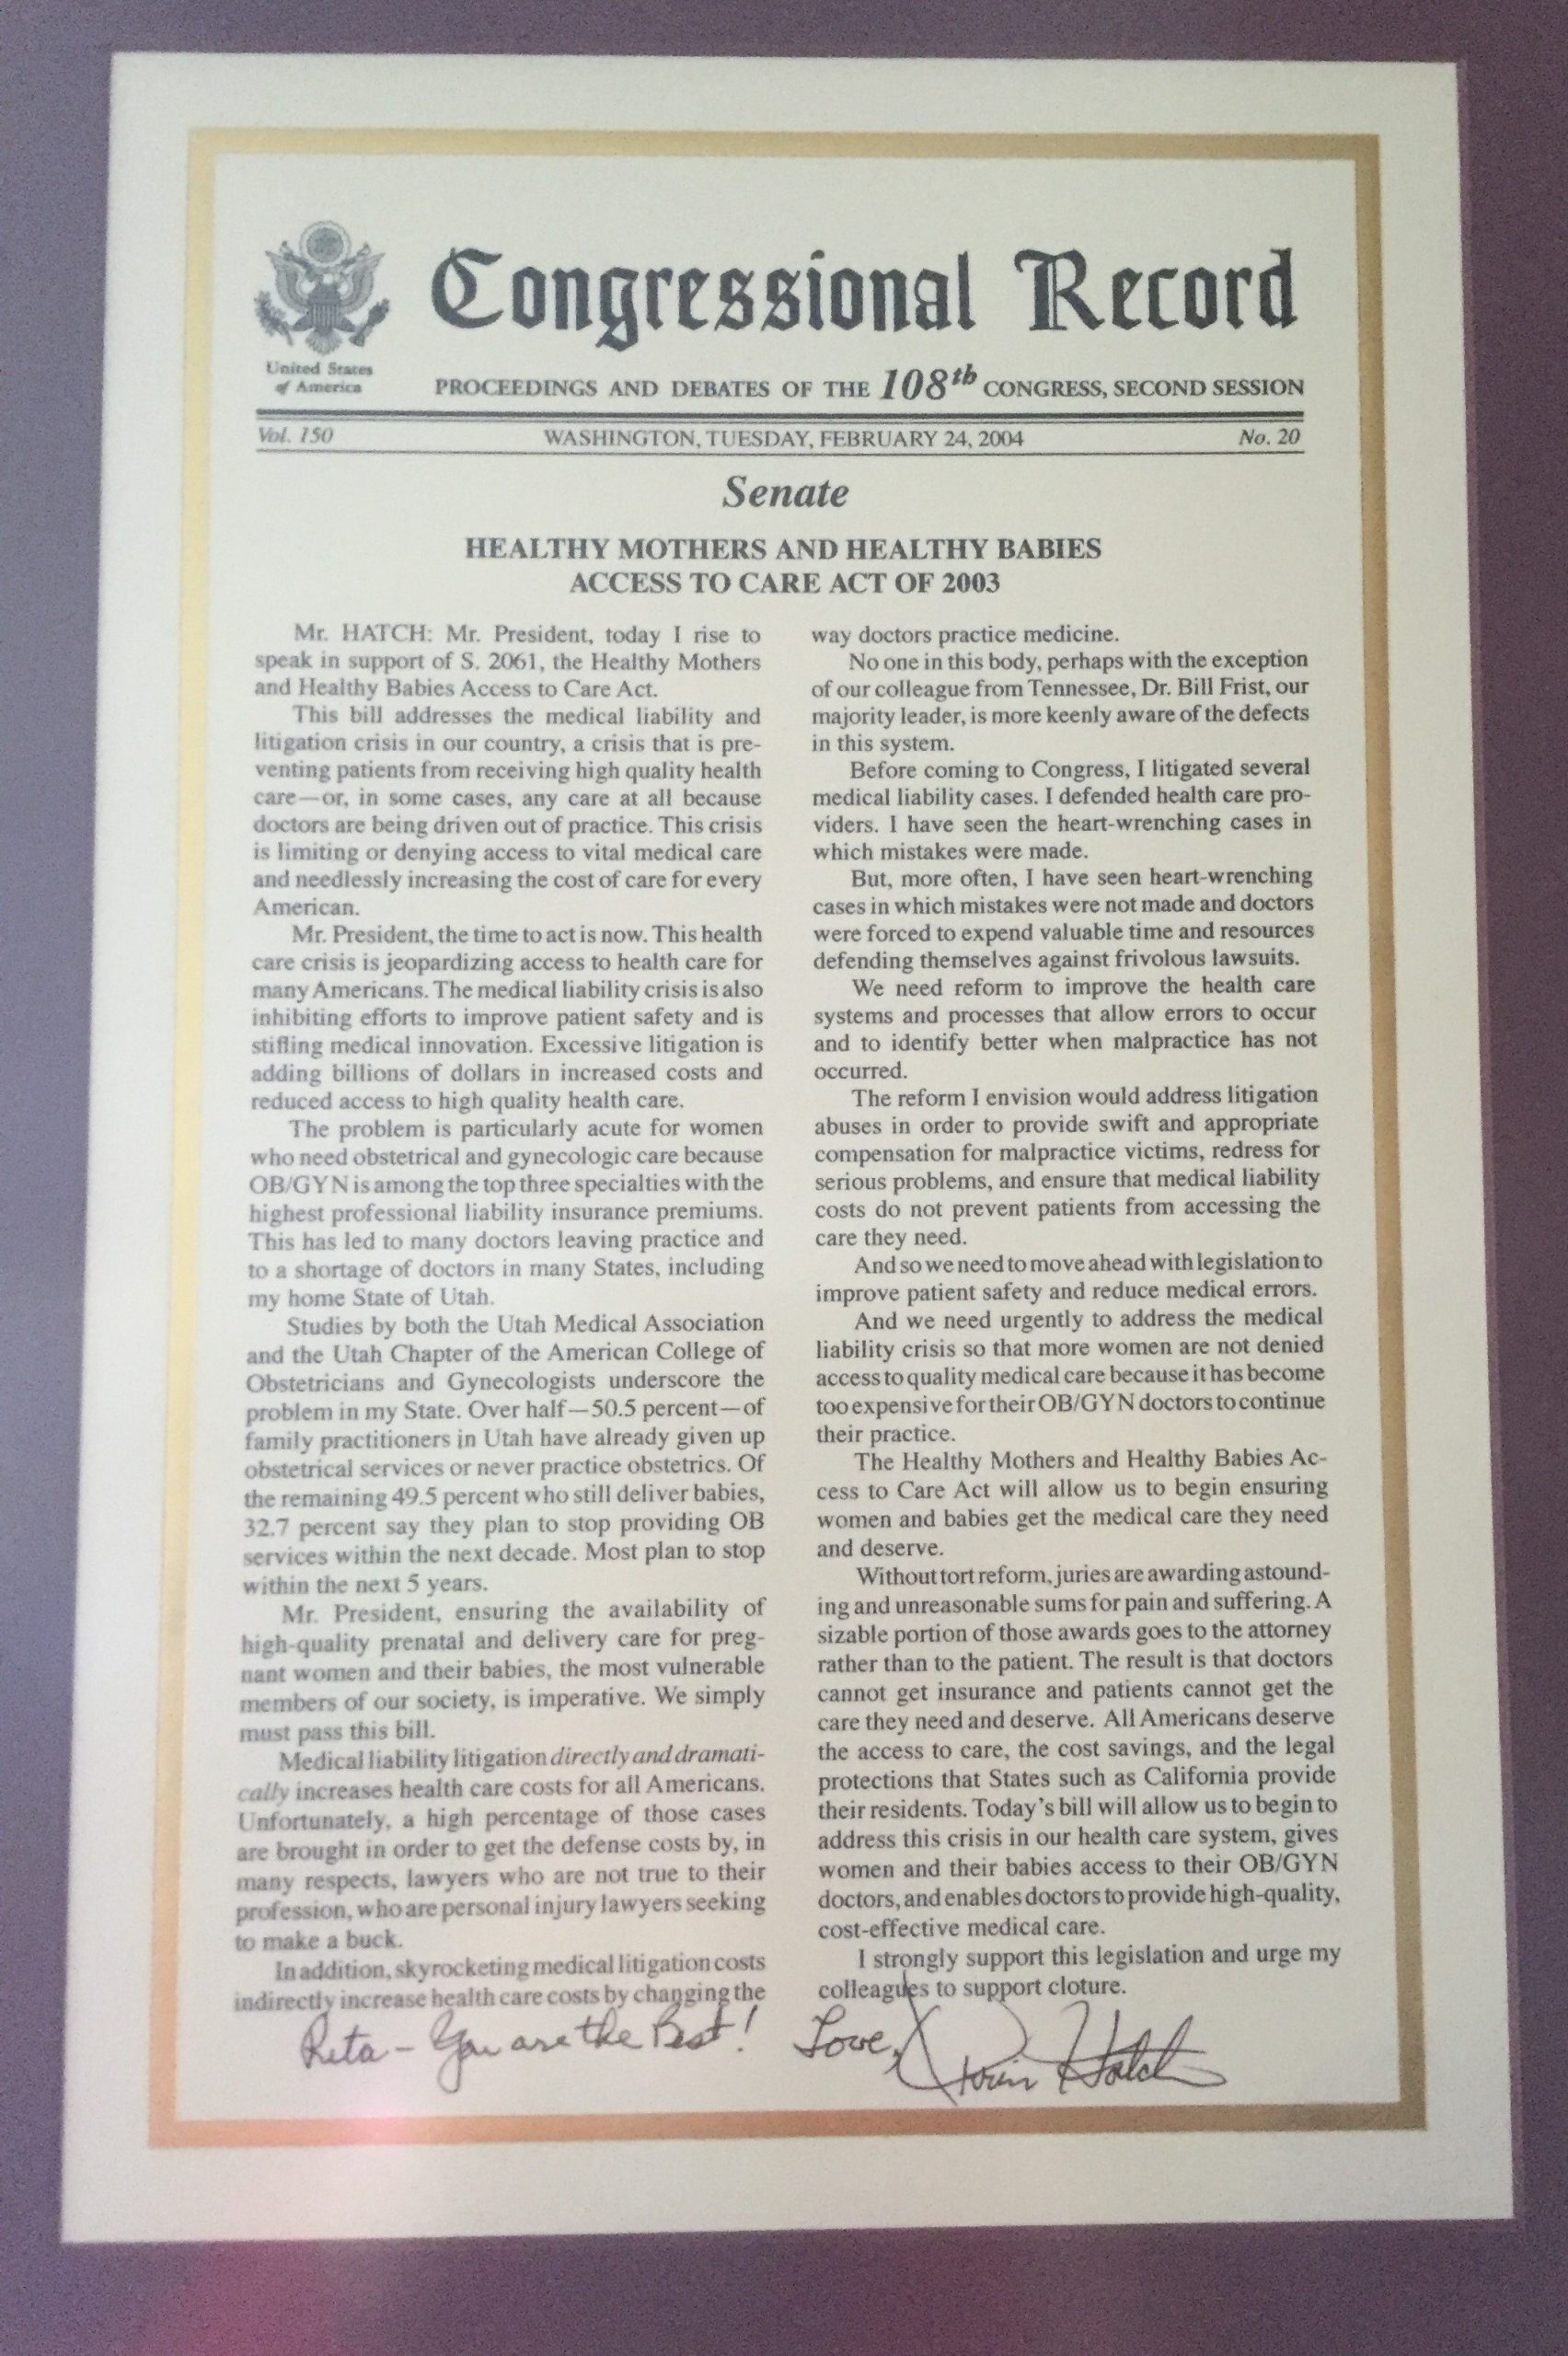 Congressional Record
United States
of America
PROCEEDINGS AND DEBATES OF THE 108th CONGRESS, SECOND SESSION
Vol. 150 WASHINGTON, TUESDAY, FEBRUARY 24, 2004 No. 20
Senate
HEALTHY MOTHERS AND HEALTHY BABIES
ACCESS TO CARE ACT OF 2003
Mr. HATCH: Mr. President, today I rise to
speak in support of S. 2061, the Healthy Mothers
and Healthy Babies Access to Care Act.
This bill addresses the medical liability and
litigation crisis in our country, a crisis that is pre-
venting patients from receiving high quality health
care—or, in some cases, any care at all because
doctors are being driven out of practice. This crisis
is limiting or denying access to vital medical care
and needlessly increasing the cost of care for every
American.
Mr. President, the time to act is now. This health
care crisis is jeopardizing access to health care for
many Americans. The medical liability crisis is also
inhibiting efforts to improve patient safety and is
stifling medical innovation. Excessive litigation is
adding billions of dollars in increased costs and
reduced access to high quality health care.
The problem is particularly acute for women
who need obstetrical and gynecologic care because
OB/GYN is among the top three specialties with the
highest professional liability insurance premiums.
This has led to many doctors leaving practice and
to a shortage of doctors in many States, including
my home State of Utah.
Studies by both the Utah Medical Association
and the Utah Chapter of the American College of
Obstetricians and Gynecologists underscore the
problem in my State. Over half—50.5 percent—of
family practitioners in Utah have already given up
obstetrical services or never practice obstetrics. Of
the remaining 49.5 percent who still deliver babies,
32.7 percent say they plan to stop providing OB
services within the next decade. Most plan to stop
within the next 5 years.
Mr. President, ensuring the availability of
high-quality prenatal and delivery care for preg-
nant women and their babies, the most vulnerable
members of our society, is imperative. We simply
must pass this bill.
Medical liability litigation directly and dramati-
cally increases health care costs for all Americans.
Unfortunately, a high percentage of those cases
are brought in order to get the defense costs by, in
many respects, lawyers who are not true to their
profession, who are personal injury lawyers seeking
to make a buck.
In addition, skyrocketing medical litigation costs
indirectly increase health care costs by changing the
way doctors practice medicine.
No one in this body, perhaps with the exception
of our colleague from Tennessee, Dr. Bill Frist, our
majority leader, is more keenly aware of the defects
in this system.
Before coming to Congress, I litigated several
medical liability cases. I defended health care pro-
viders. I have seen the heart-wrenching cases in
which mistakes were made.
But, more often, I have seen heart-wrenching
cases in which mistakes were not made and doctors
were forced to expend valuable time and resources
defending themselves against frivolous lawsuits.
We need reform to improve the health care
systems and processes that allow errors to occur
and to identify better when malpractice has not
occurred.
The reform I envision would address litigation
abuses in order to provide swift and appropriate
compensation for malpractice victims, redress for
serious problems, and ensure that medical liability
costs do not prevent patients from accessing the
care they need.
And so we need to move ahead with legislation to
improve patient safety and reduce medical errors.
And we need urgently to address the medical
liability crisis so that more women are not denied
access to quality medical care because it has become
too expensive for their OB/GYN doctors to continue
their practice.
The Healthy Mothers and Healthy Babies Ac-
cess to Care Act will allow us to begin ensuring
women and babies get the medical care they need
and deserve.
Without tort reform, juries are awarding astound-
ing and unreasonable sums for pain and suffering. A
sizable portion of those awards goes to the attorney
rather than to the patient. The result is that doctors
cannot get insurance and patients cannot get the
care they need and deserve. All Americans deserve
the access to care, the cost savings, and the legal
protections that States such as California provide
their residents. Today's bill will allow us to begin to
address this crisis in our health care system, gives
women and their babies access to their OB/GYN
doctors, and enables doctors to provide high-quality,
cost-effective medical care.
I strongly support this legislation and urge my
colleagues to support cloture.
Rita - You are the Best! Love, Orrin Hatch